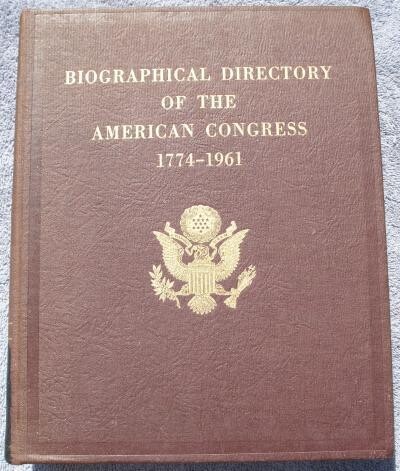 BIOGRAPHICAL DIRECTORY
OF THE
AMERICAN CONGRESS
1774–1961